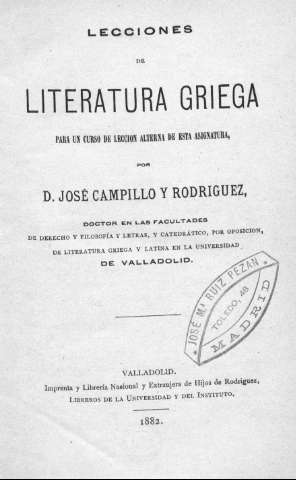 LECCIONES
DE
LITERATURA GRIEGA
PARA UN CURSO DE LECCION ALTERNA DE ESTA ASIGNATURA,
POR
D. JOSÉ CAMPILLO Y RODRIGUEZ,
DOCTOR EN LAS FACULTADES
DE DERECHO Y FILOSOFÍA Y LETRAS, Y CATEDRÁTICO, POR OPOSICION,
DE LITERATURA GRIEGA Y LATINA EN LA UNIVERSIDAD
DE VALLADOLID.
JOSÉ Mª RUIZ PEZAN
TOLEDO, 48
MADRID
VALLADOLID.
Imprenta y Librería Nacional y Extranjera de Hijos de Rodriguez,
LIBREROS DE LA UNIVERSIDAD Y DEL INSTITUTO.
1882.